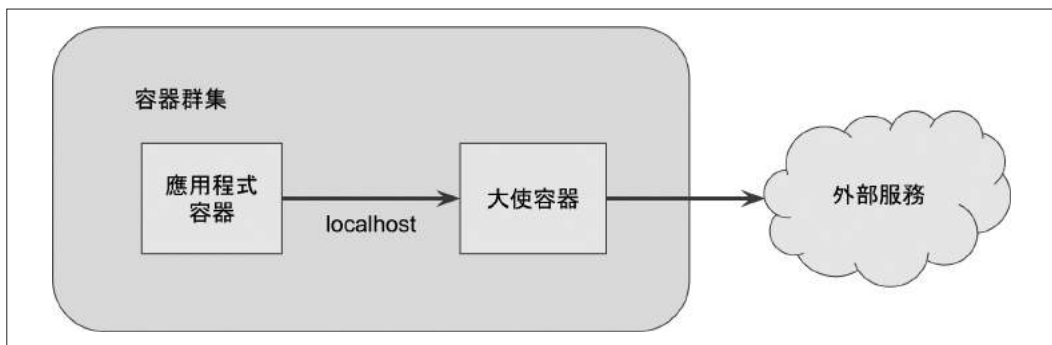 容器群集
應用程式
容器
localhost
大使容器
外部服務